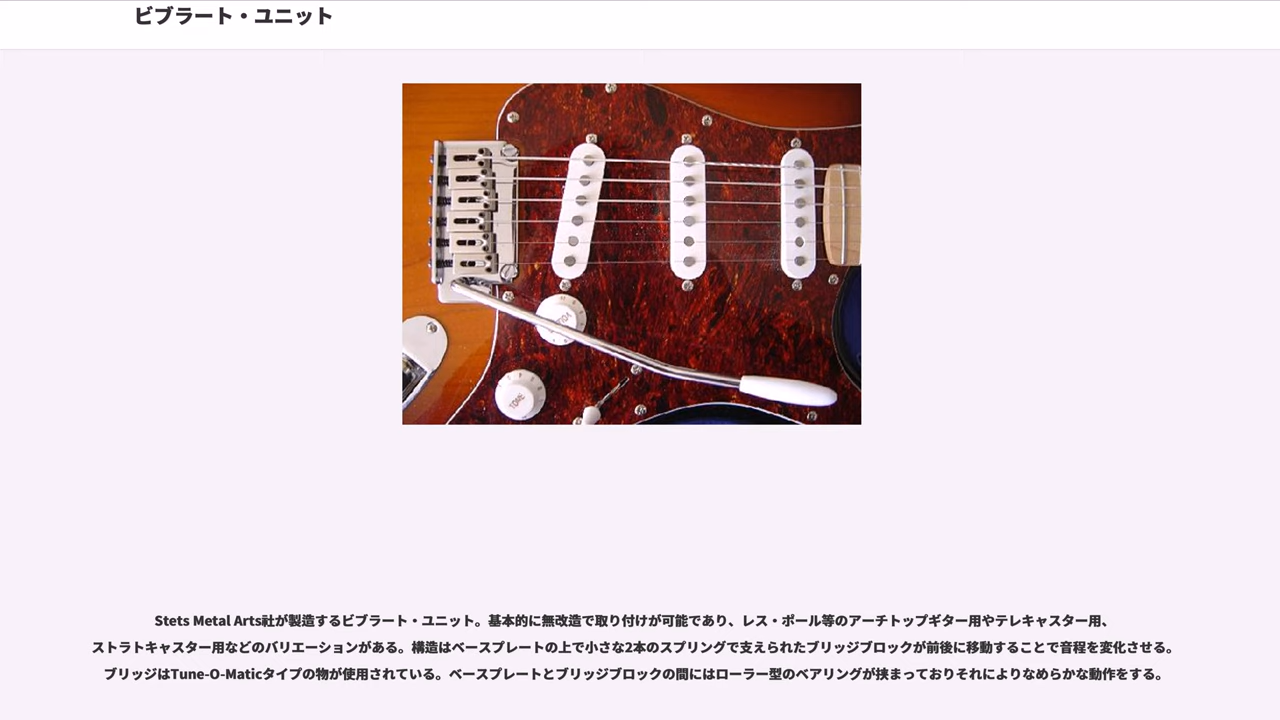 ビブラート・ユニット
TONE
Stets Metal Arts社が製造するビブラート・ユニット。基本的に無改造で取り付けが可能であり、レス・ポール等のアーチトップギター用やテレキャスター用、
ストラトキャスター用などのバリエーションがある。構造はベースプレートの上で小さな2本のスプリングで支えられたブリッジブロックが前後に移動することで音程を変化させる。
ブリッジはTune-O-Maticタイプの物が使用されている。ベースプレートとブリッジブロックの間にはローラー型のベアリングが挟まっておりそれによりなめらかな動作をする。